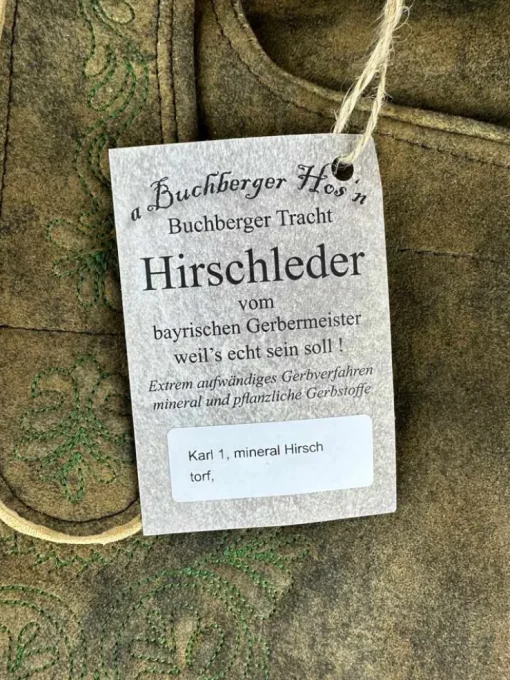 a Buchberger Hos'n
Buchberger Tracht
Hirschleder
vom
bayrischen Gerbermeister
weil's echt sein soll !
Extrem aufwändiges Gerbverfahren
mineral und pflanzliche Gerbstoffe
Karl 1, mineral Hirsch
torf,